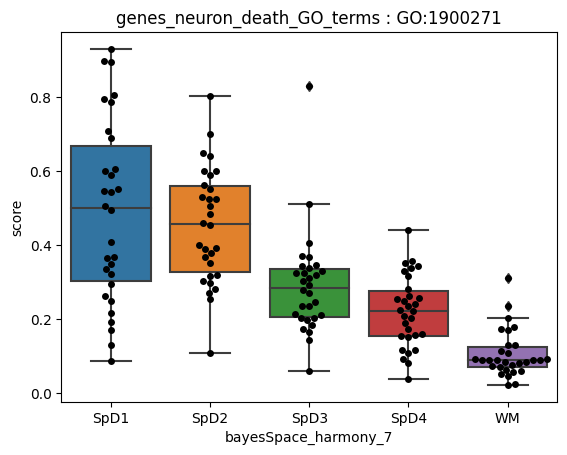 genes_neuron_death_GO_terms : GO:1900271
score
0.8
0.6
0.4
0.2
0.0
SpD1 SpD2 SpD3 SpD4 WM
bayesSpace_harmony_7